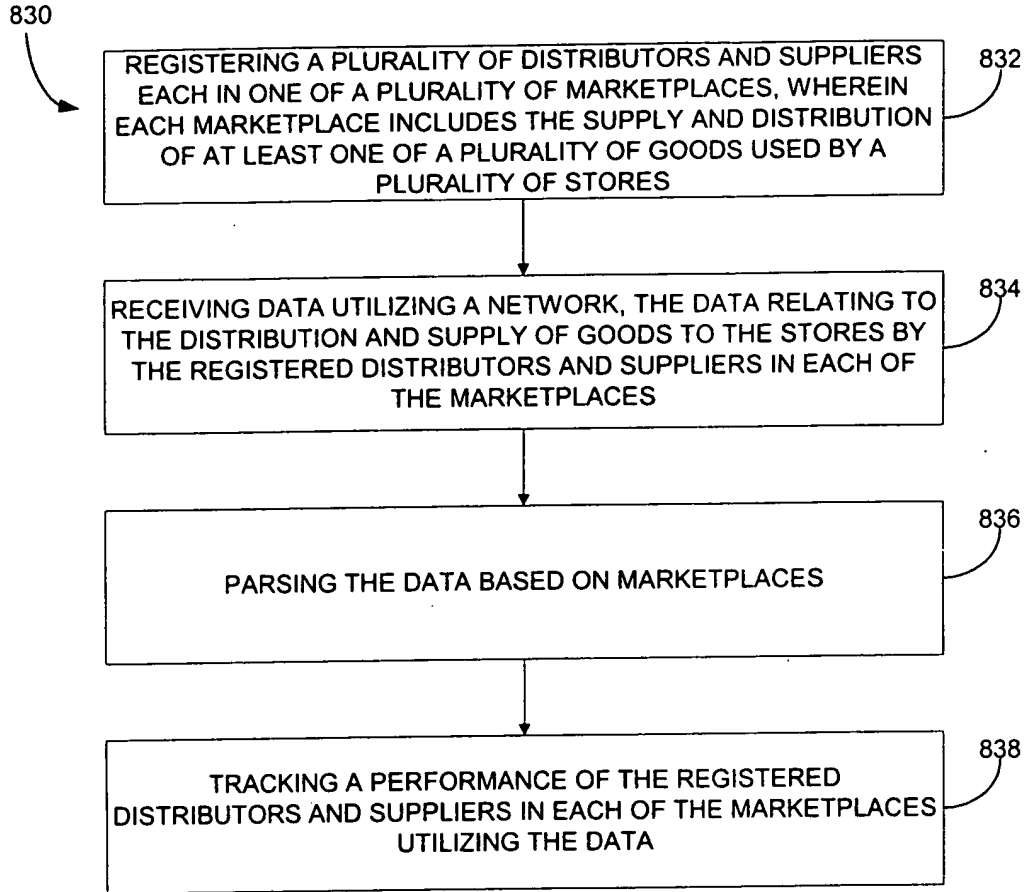 830
REGISTERING A PLURALITY OF DISTRIBUTORS AND SUPPLIERS
EACH IN ONE OF A PLURALITY OF MARKETPLACES, WHEREIN
EACH MARKETPLACE INCLUDES THE SUPPLY AND DISTRIBUTION
OF AT LEAST ONE OF A PLURALITY OF GOODS USED BY A
PLURALITY OF STORES
832
RECEIVING DATA UTILIZING A NETWORK, THE DATA RELATING TO
THE DISTRIBUTION AND SUPPLY OF GOODS TO THE STORES BY
THE REGISTERED DISTRIBUTORS AND SUPPLIERS IN EACH OF
THE MARKETPLACES
834
PARSING THE DATA BASED ON MARKETPLACES
836
TRACKING A PERFORMANCE OF THE REGISTERED
DISTRIBUTORS AND SUPPLIERS IN EACH OF THE MARKETPLACES
UTILIZING THE DATA
838